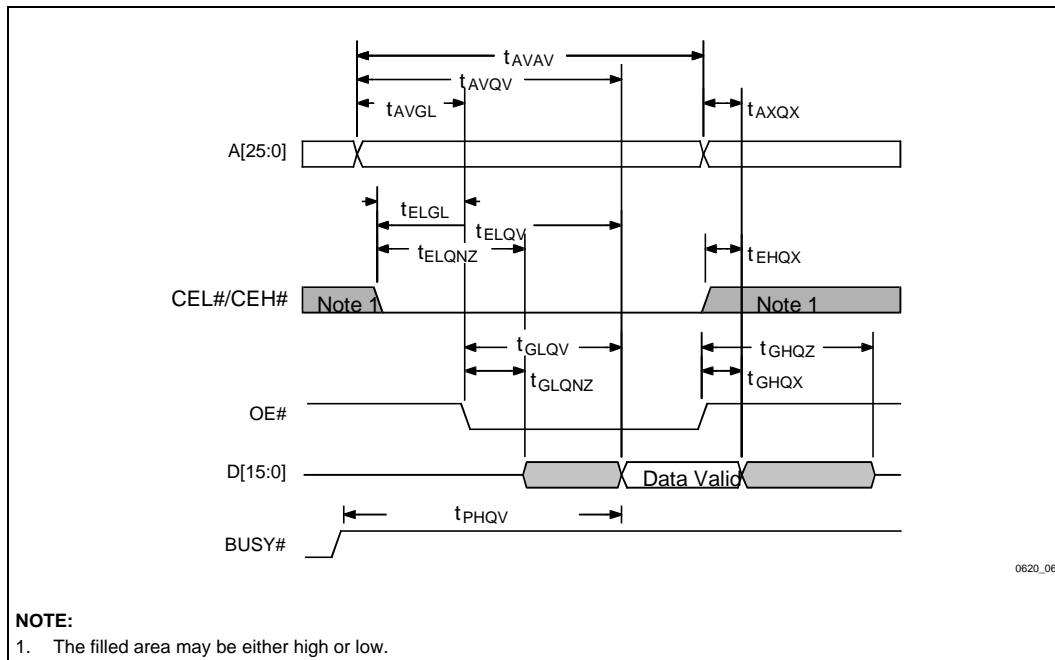 tAVAV
tAVQV
tAVGL
tAXQX
A[25:0]
tELGL
tELQV
tELQNZ
tEHQX
CEL#/CEH#
Note 1
Note 1
tGLQV
tGHQZ
tGLQNZ
tGHQX
OE#
D[15:0]
Data Valid
tPHQV
BUSY#
0620_06
NOTE:
1. The filled area may be either high or low.